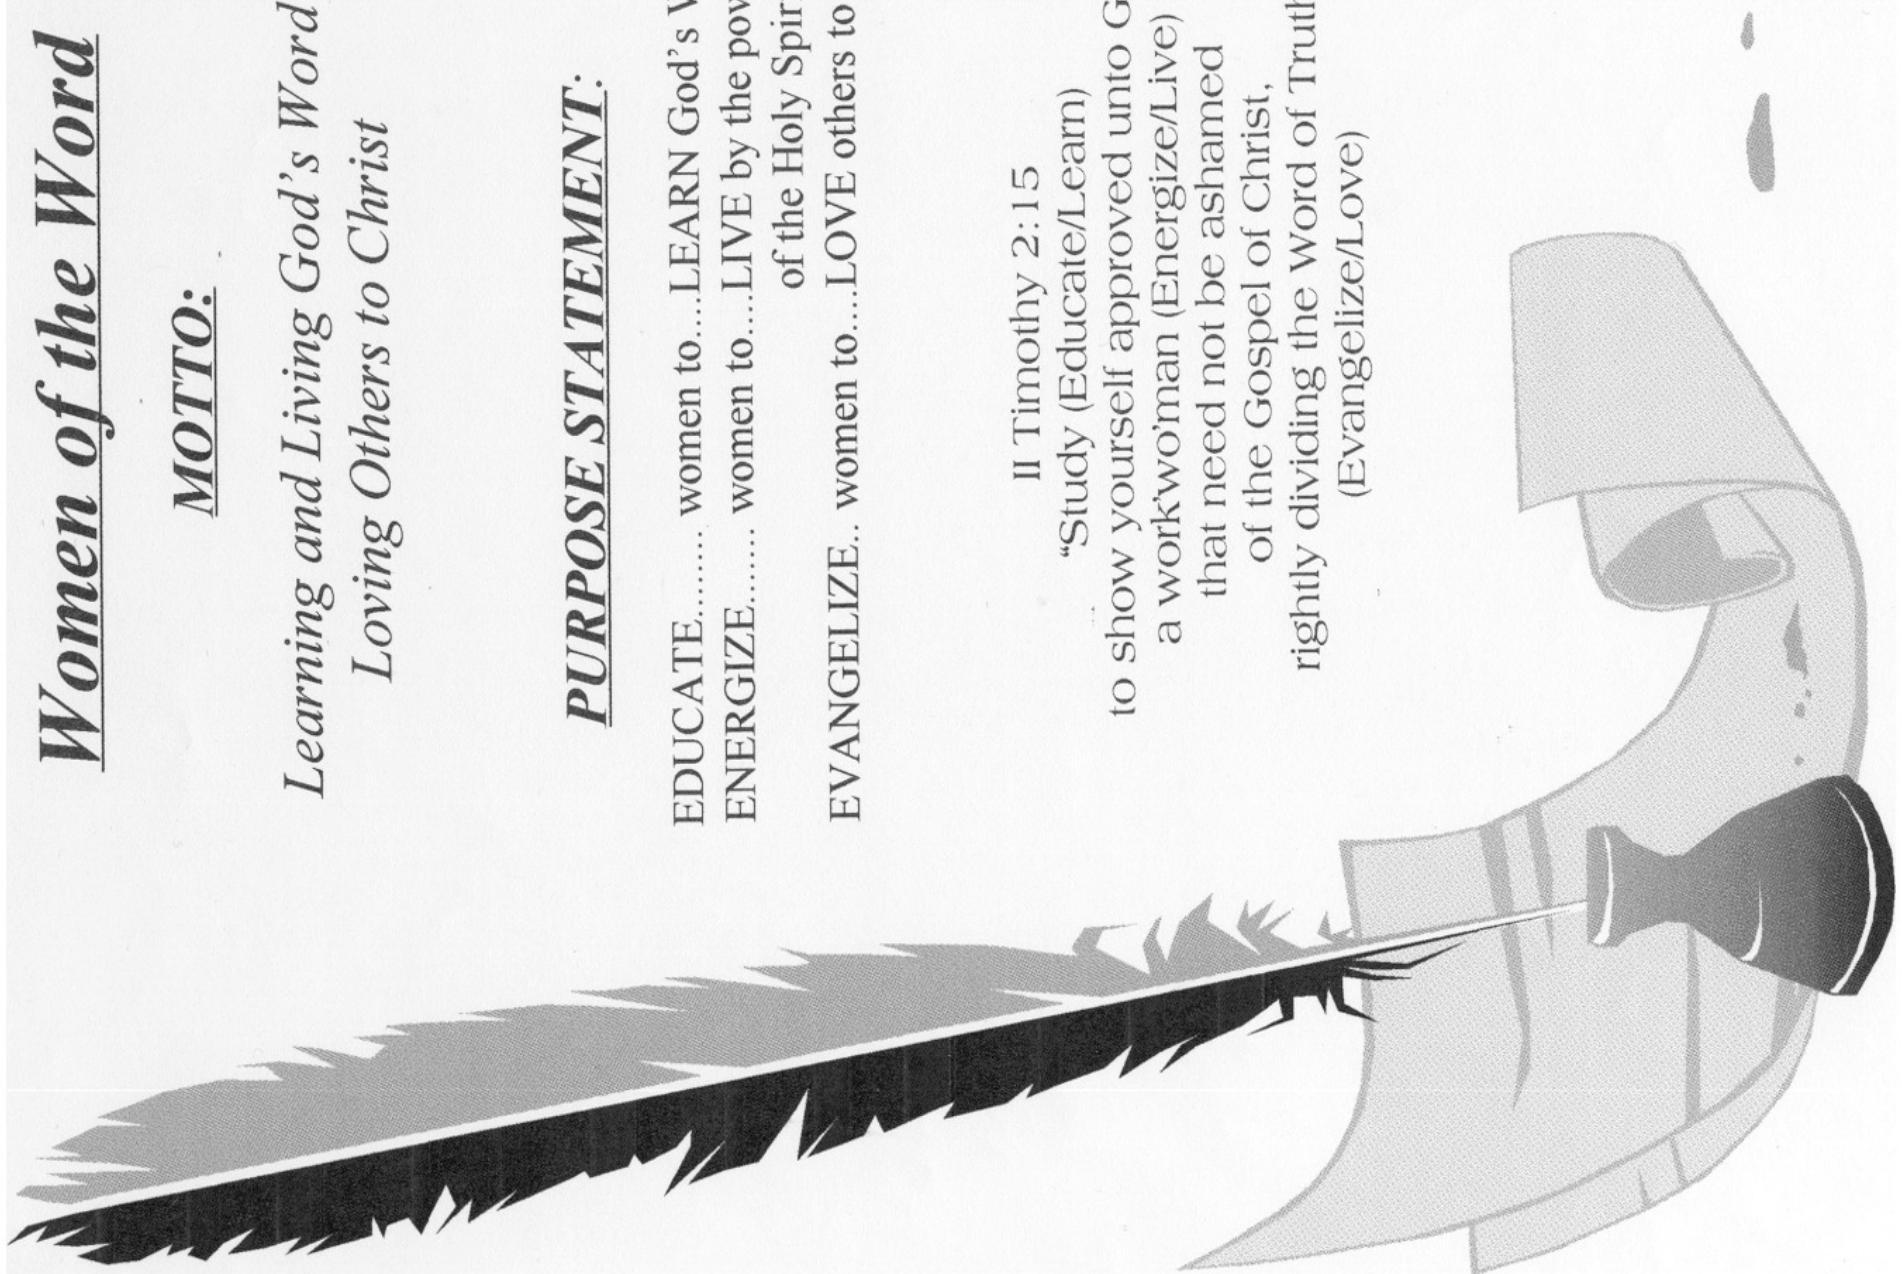 Women of the Word
MOTTO:
Learning and Living God's Word
Loving Others to Christ
PURPOSE STATEMENT:
EDUCATE....... women to...LEARN God's
ENERGIZE...... women to...LIVE by the
of the Holy
EVANGELIZE.. women to....LOVE others to
II Timothy 2:15
“Study (Educate/Learn)
to show yourself approved unto
a work'wo'man (Energize/Live)
that need not be ashamed
of the Gospel of Christ,
rightly dividing the Word of Truth
(Evangelize/Love)